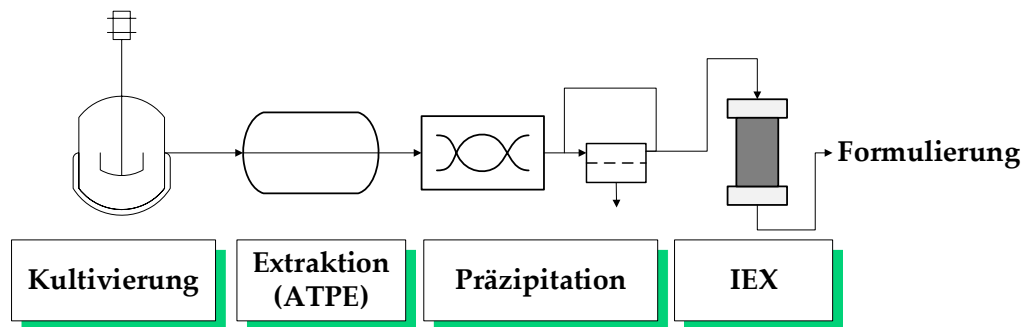 Formulierung
Kultivierung
Extraktion
(ATPE)
Präzipitation
IEX